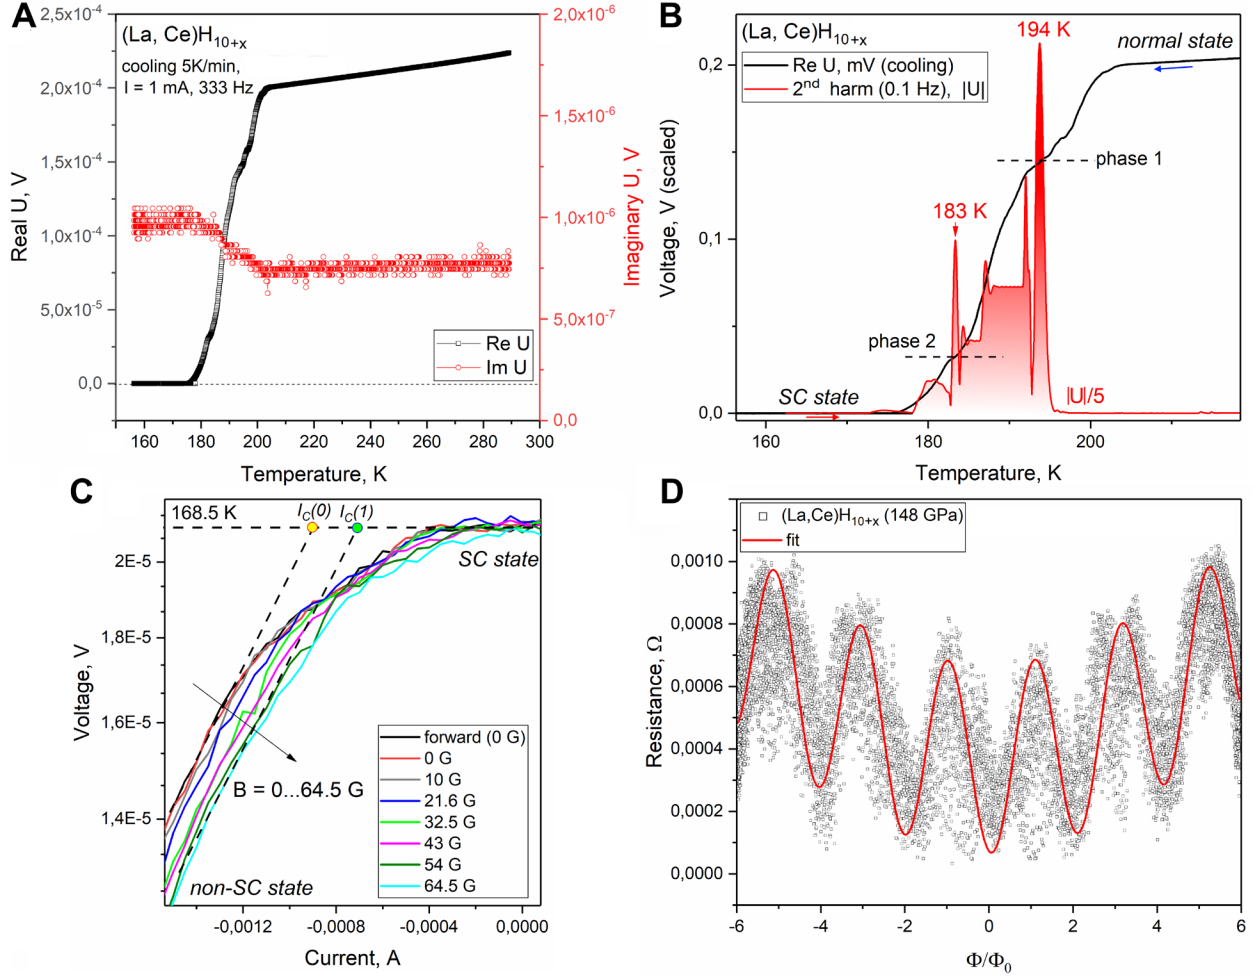 A
2,5x10-4
2,0x10-4
1,5x10-4
1,0x10-4
5,0x10-5
0,0
Real U, V
(La, Ce)H10+x
cooling 5K/min,
I = 1 mA, 333 Hz
Re U
Im U
2,0x10-6
1,5x10-6
1,0x10-6
5,0x10-7
0,0
Imaginary U, V
160 180 200 220 240 260 280 300
Temperature, K
B
0,2
0,1
0,0
Voltage, V (scaled)
(La, Ce)H10+x
194 K
normal state
Re U, mV (cooling)
2nd harm (0.1 Hz), |U|
phase 1
183 K
phase 2
SC state
|U|/5
160 180 200
Temperature, K
C
2E-5
1,8E-5
1,6E-5
1,4E-5
Voltage, V
168.5 K
IC(0) IC(1)
SC state
B = 0...64.5 G
non-SC state
forward (0 G)
0 G
10 G
21.6 G
32.5 G
43 G
54 G
64.5 G
-0,0012 -0,0008 -0,0004 0,0000
Current, A
D
0,0010
0,0008
0,0006
0,0004
0,0002
0,0000
Resistance, Ω
(La,Ce)H10+x (148 GPa)
fit
-6 -4 -2 0 2 4 6
Φ/Φ0